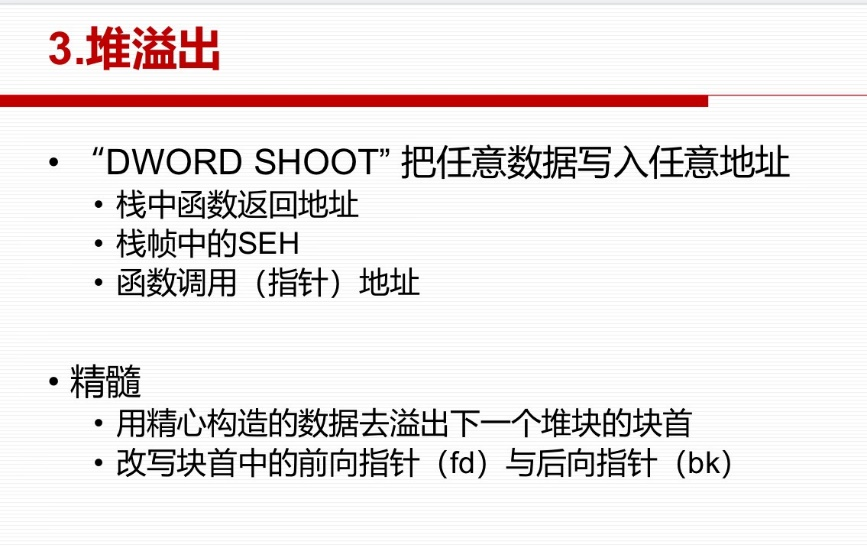 3.堆溢出
• “DWORD SHOOT” 把任意数据写入任意地址
• 栈中函数返回地址
• 栈帧中的SEH
• 函数调用（指针）地址
• 精髓
• 用精心构造的数据去溢出下一个堆块的块首
• 改写块首中的前向指针（fd）与后向指针（bk）